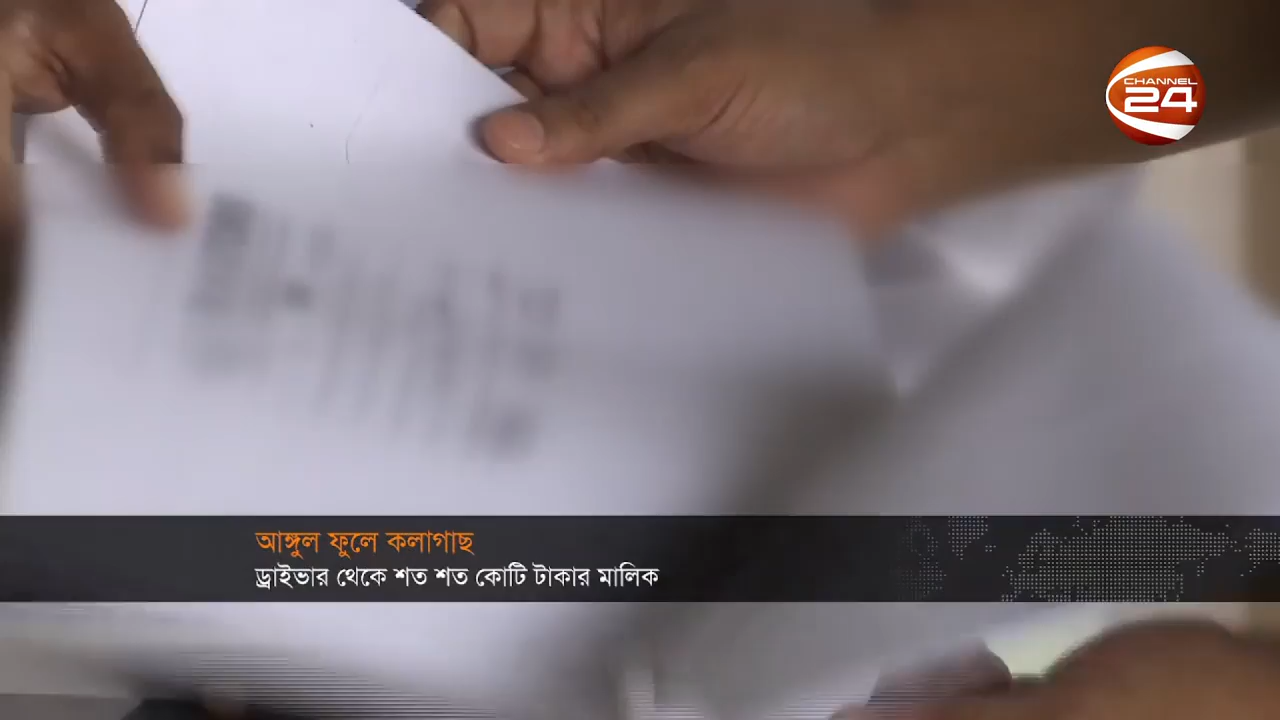 CHANNEL
24
আঙ্গুল ফুলে কলাগাছ
ড্রাইভার থেকে শত শত কোটি টাকার মালিক